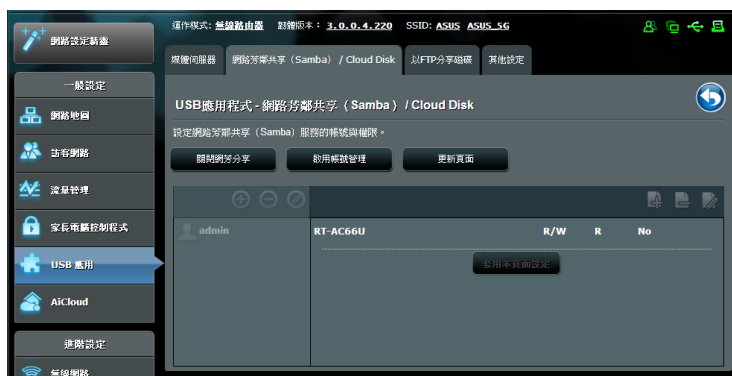 運作模式: 無線路由器 韌體版本: 3.0.0.4.220 SSID: ASUS ASUS_5G
網路設定精靈
媒體伺服器 網路芳鄰共享（Samba）/ Cloud Disk 以FTP分享磁碟 其他設定
一般設定
網路地圖
訪客網路
流量管理
家長電腦控制程式
USB 應用
AiCloud
進階設定
無線網路
USB應用程式 - 網路芳鄰共享（Samba）/ Cloud Disk
設定網路芳鄰共享（Samba）服務的帳號與權限。
關閉網芳分享 啟用帳號管理 更新頁面
admin
RT-AC66U R/W R No
套用本頁面設定